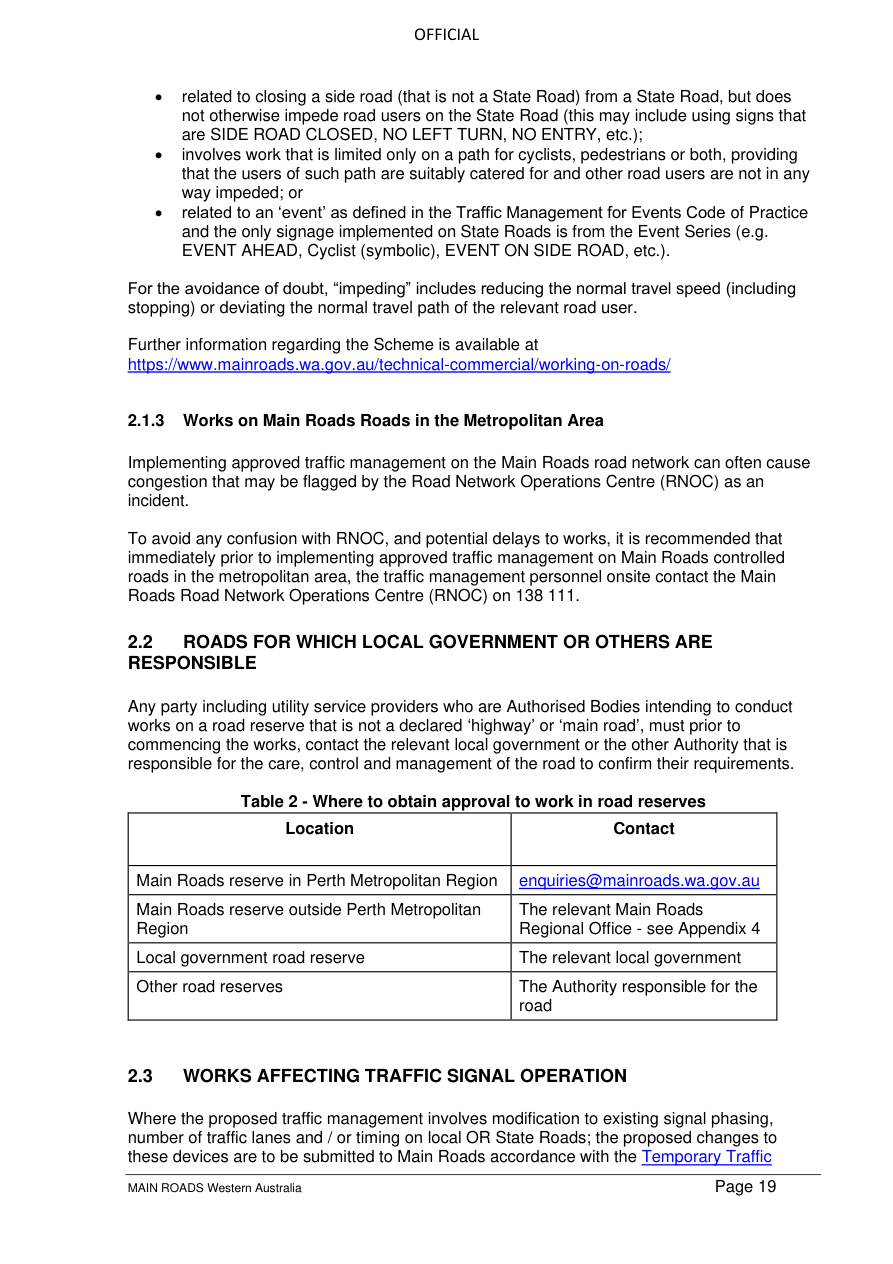 OFFICIAL
• related to closing a side road (that is not a State Road) from a State Road, but does
not otherwise impede road users on the State Road (this may include using signs that
are SIDE ROAD CLOSED, NO LEFT TURN, NO ENTRY, etc.);
• involves work that is limited only on a path for cyclists, pedestrians or both, providing
that the users of such path are suitably catered for and other road users are not in any
way impeded; or
• related to an ‘event’ as defined in the Traffic Management for Events Code of Practice
and the only signage implemented on State Roads is from the Event Series (e.g.
EVENT AHEAD, Cyclist (symbolic), EVENT ON SIDE ROAD, etc.).
For the avoidance of doubt, “impeding” includes reducing the normal travel speed (including
stopping) or deviating the normal travel path of the relevant road user.
Further information regarding the Scheme is available at
https://www.mainroads.wa.gov.au/technical-commercial/working-on-roads/
2.1.3 Works on Main Roads Roads in the Metropolitan Area
Implementing approved traffic management on the Main Roads road network can often cause
congestion that may be flagged by the Road Network Operations Centre (RNOC) as an
incident.
To avoid any confusion with RNOC, and potential delays to works, it is recommended that
immediately prior to implementing approved traffic management on Main Roads controlled
roads in the metropolitan area, the traffic management personnel onsite contact the Main
Roads Road Network Operations Centre (RNOC) on 138 111.
2.2 ROADS FOR WHICH LOCAL GOVERNMENT OR OTHERS ARE
RESPONSIBLE
Any party including utility service providers who are Authorised Bodies intending to conduct
works on a road reserve that is not a declared ‘highway’ or ‘main road’, must prior to
commencing the works, contact the relevant local government or the other Authority that is
responsible for the care, control and management of the road to confirm their requirements.
Table 2 - Where to obtain approval to work in road reserves
Location Contact
Main Roads reserve in Perth Metropolitan Region enquiries@mainroads.wa.gov.au
Main Roads reserve outside Perth Metropolitan
Region
The relevant Main Roads
Regional Office - see Appendix 4
Local government road reserve The relevant local government
Other road reserves
The Authority responsible for the
road
2.3 WORKS AFFECTING TRAFFIC SIGNAL OPERATION
Where the proposed traffic management involves modification to existing signal phasing,
number of traffic lanes and / or timing on local OR State Roads; the proposed changes to
these devices are to be submitted to Main Roads accordance with the Temporary Traffic
MAIN ROADS Western Australia Page 19